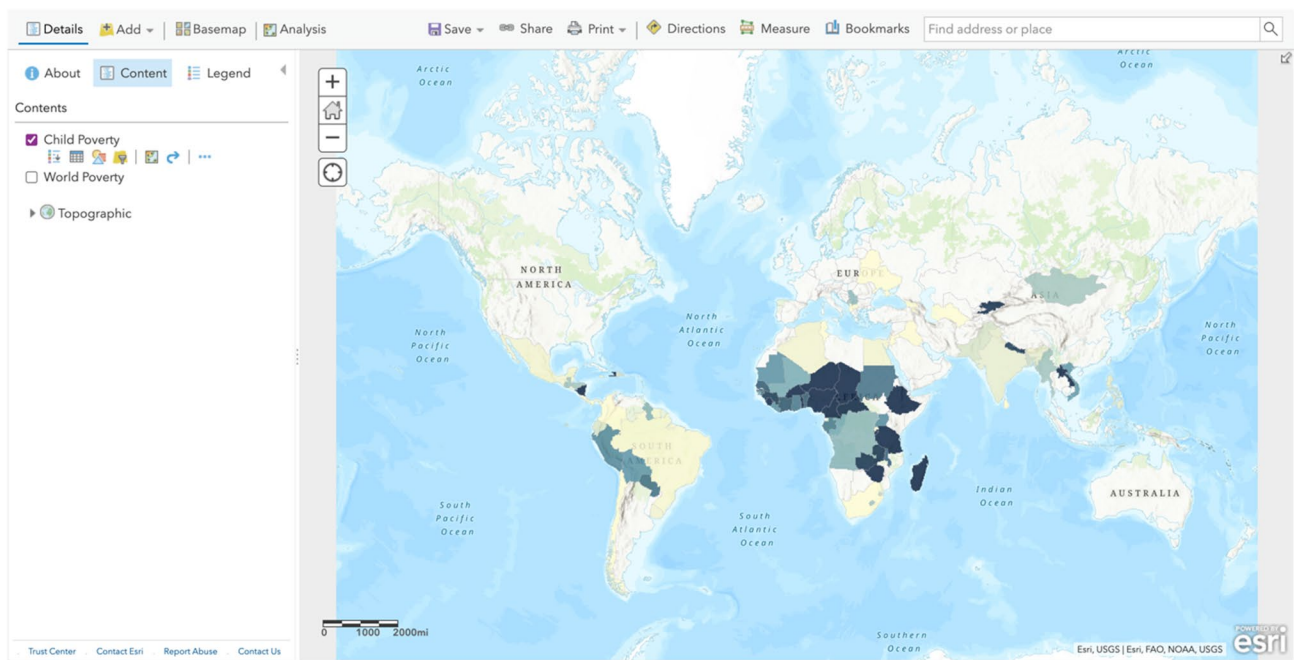 Details
Add
Basemap
Analysis
Save
Share
Print
Directions
Measure
Bookmarks
Find address or place
About
Content
Legend
Contents
Child Poverty
World Poverty
Topographic
Trust Center
Contact Esri
Report Abuse
Contact Us
Arctic
Ocean
Arctic
Ocean
NORTH
AMERICA
EUROPE
ASIA
North
Pacific
Ocean
North
Atlantic
Ocean
North
Pacific
Ocean
SOUTH
AMERICA
South
Pacific
Ocean
South
Atlantic
Ocean
Indian
Ocean
AUSTRALIA
Southern
Ocean
0 1000 2000mi
Esri, USGS | Esri, FAO, NOAA, USGS
POWERED BY
esri